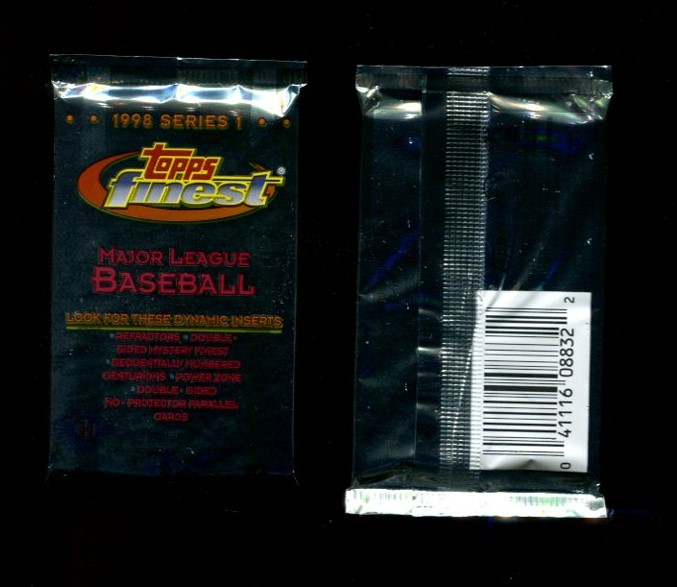 1998 SERIES 1
topps
finest®
MAJOR LEAGUE
BASEBALL
LOOK FOR THESE DYNAMIC INSERTS
• REFRACTORS • DOUBLE-
SIDED MYSTERY FINEST
• SEQUENTIALLY NUMBERED
CENTURIONS • POWER ZONE
• DOUBLE-SIDED
NO-PROTECTOR PARALLEL
CARDS
0 41116 08832 2